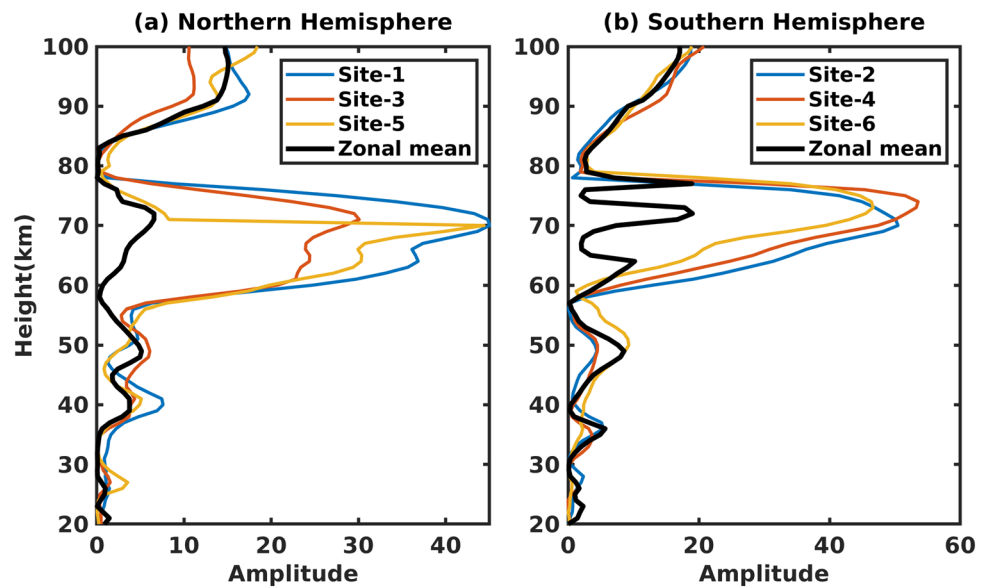 (a) Northern Hemisphere
(b) Southern Hemisphere
Height(km)
100
90
80
70
60
50
40
30
20
0
10
20
30
40
Amplitude
Site-1
Site-3
Site-5
Zonal mean
100
90
80
70
60
50
40
30
20
0
20
40
60
Amplitude
Site-2
Site-4
Site-6
Zonal mean